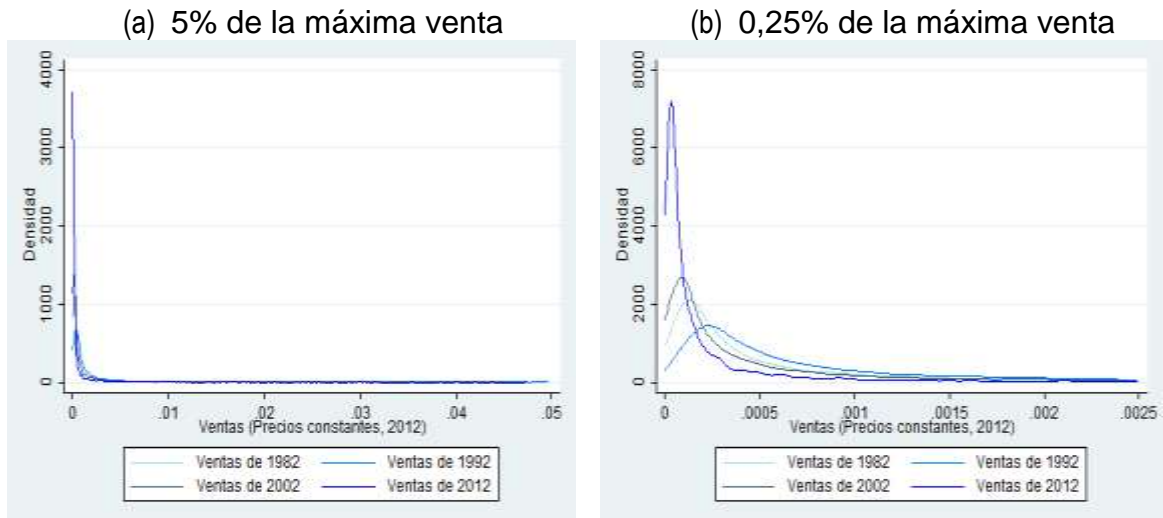 (a) 5% de la máxima venta
4000
3000
2000
1000
0
Densidad
0 .01 .02 .03 .04 .05
Ventas (Precios constantes, 2012)
Ventas de 1982 Ventas de 1992
Ventas de 2002 Ventas de 2012
(b) 0,25% de la máxima venta
8000
6000
4000
2000
0
Densidad
0 .0005 .001 .0015 .002 .0025
Ventas (Precios constantes, 2012)
Ventas de 1982 Ventas de 1992
Ventas de 2002 Ventas de 2012